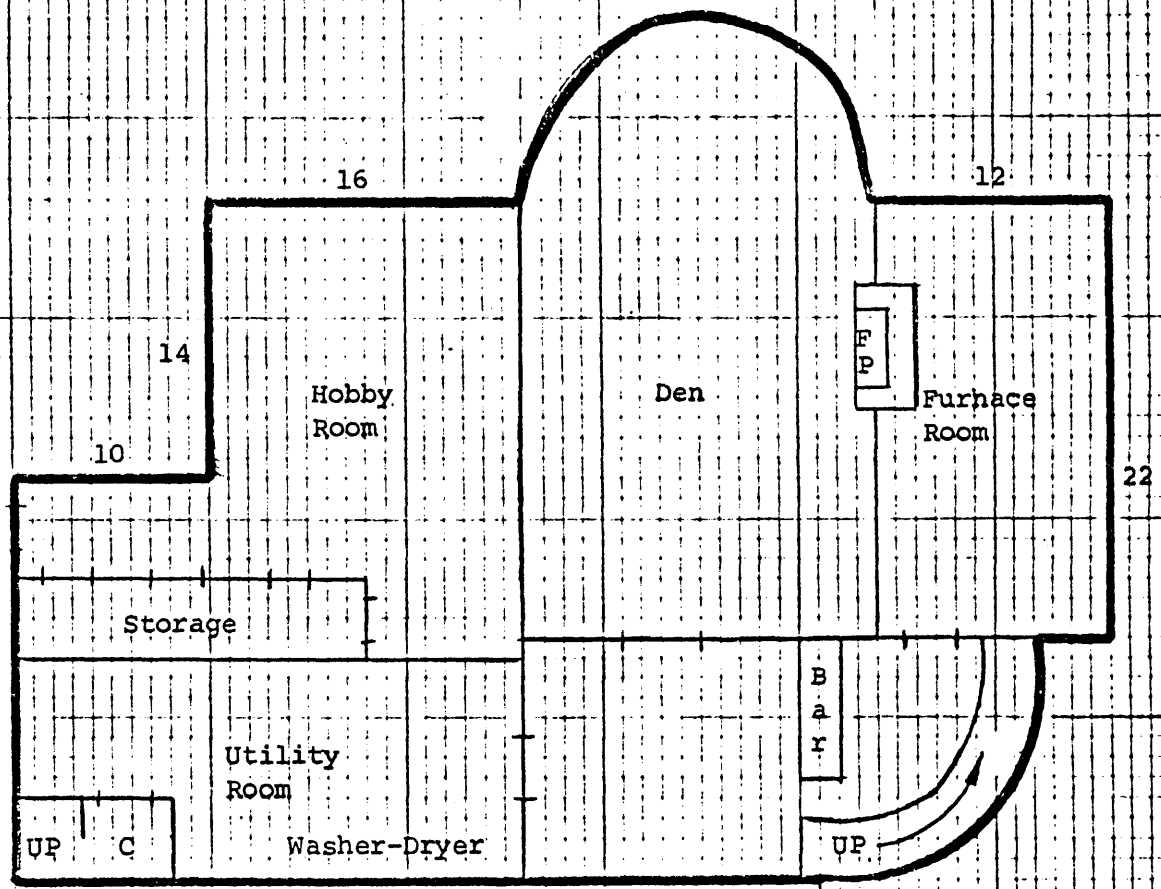 16
12
14
F
P
Hobby
Room
Den
Furnace
Room
10
22
Storage
B
a
r
Utility
Room
UP
C
Washer-Dryer
UP